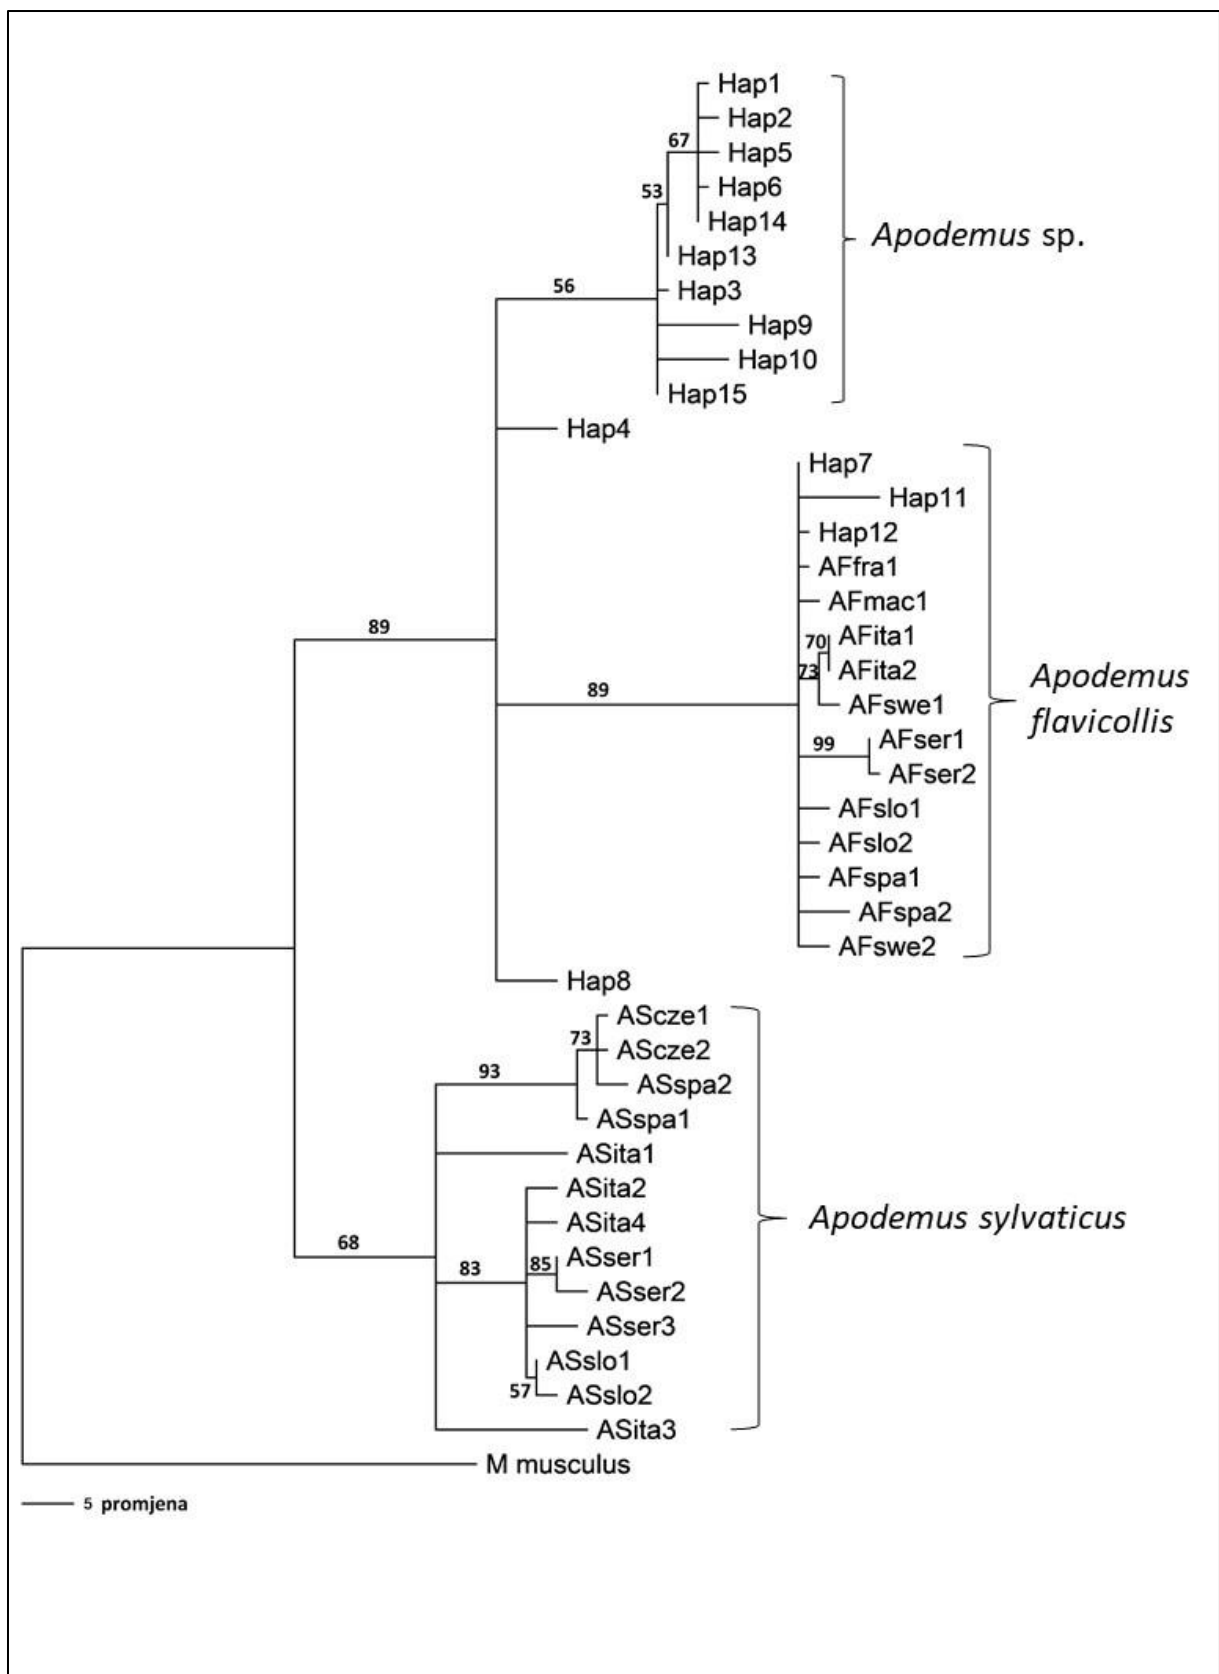 Hap1
Hap2
67
Hap5
Hap6
53
Hap14
Apodemus sp.
Hap13
56
Hap3
Hap9
Hap10
Hap15
Hap4
Hap7
Hap11
Hap12
AFfra1
AFmac1
89
70
AFita1
73
AFita2
Apodemus
flavicollis
89
AFswe1
99
AFser1
AFser2
AFslo1
AFslo2
AFspa1
AFspa2
AFswe2
Hap8
AScze1
73
AScze2
93
ASspa2
ASspa1
ASita1
ASita2
ASita4
Apodemus sylvaticus
68
83
85
ASser1
ASser2
ASser3
ASslo1
57
ASslo2
ASita3
M musculus
5 promjena